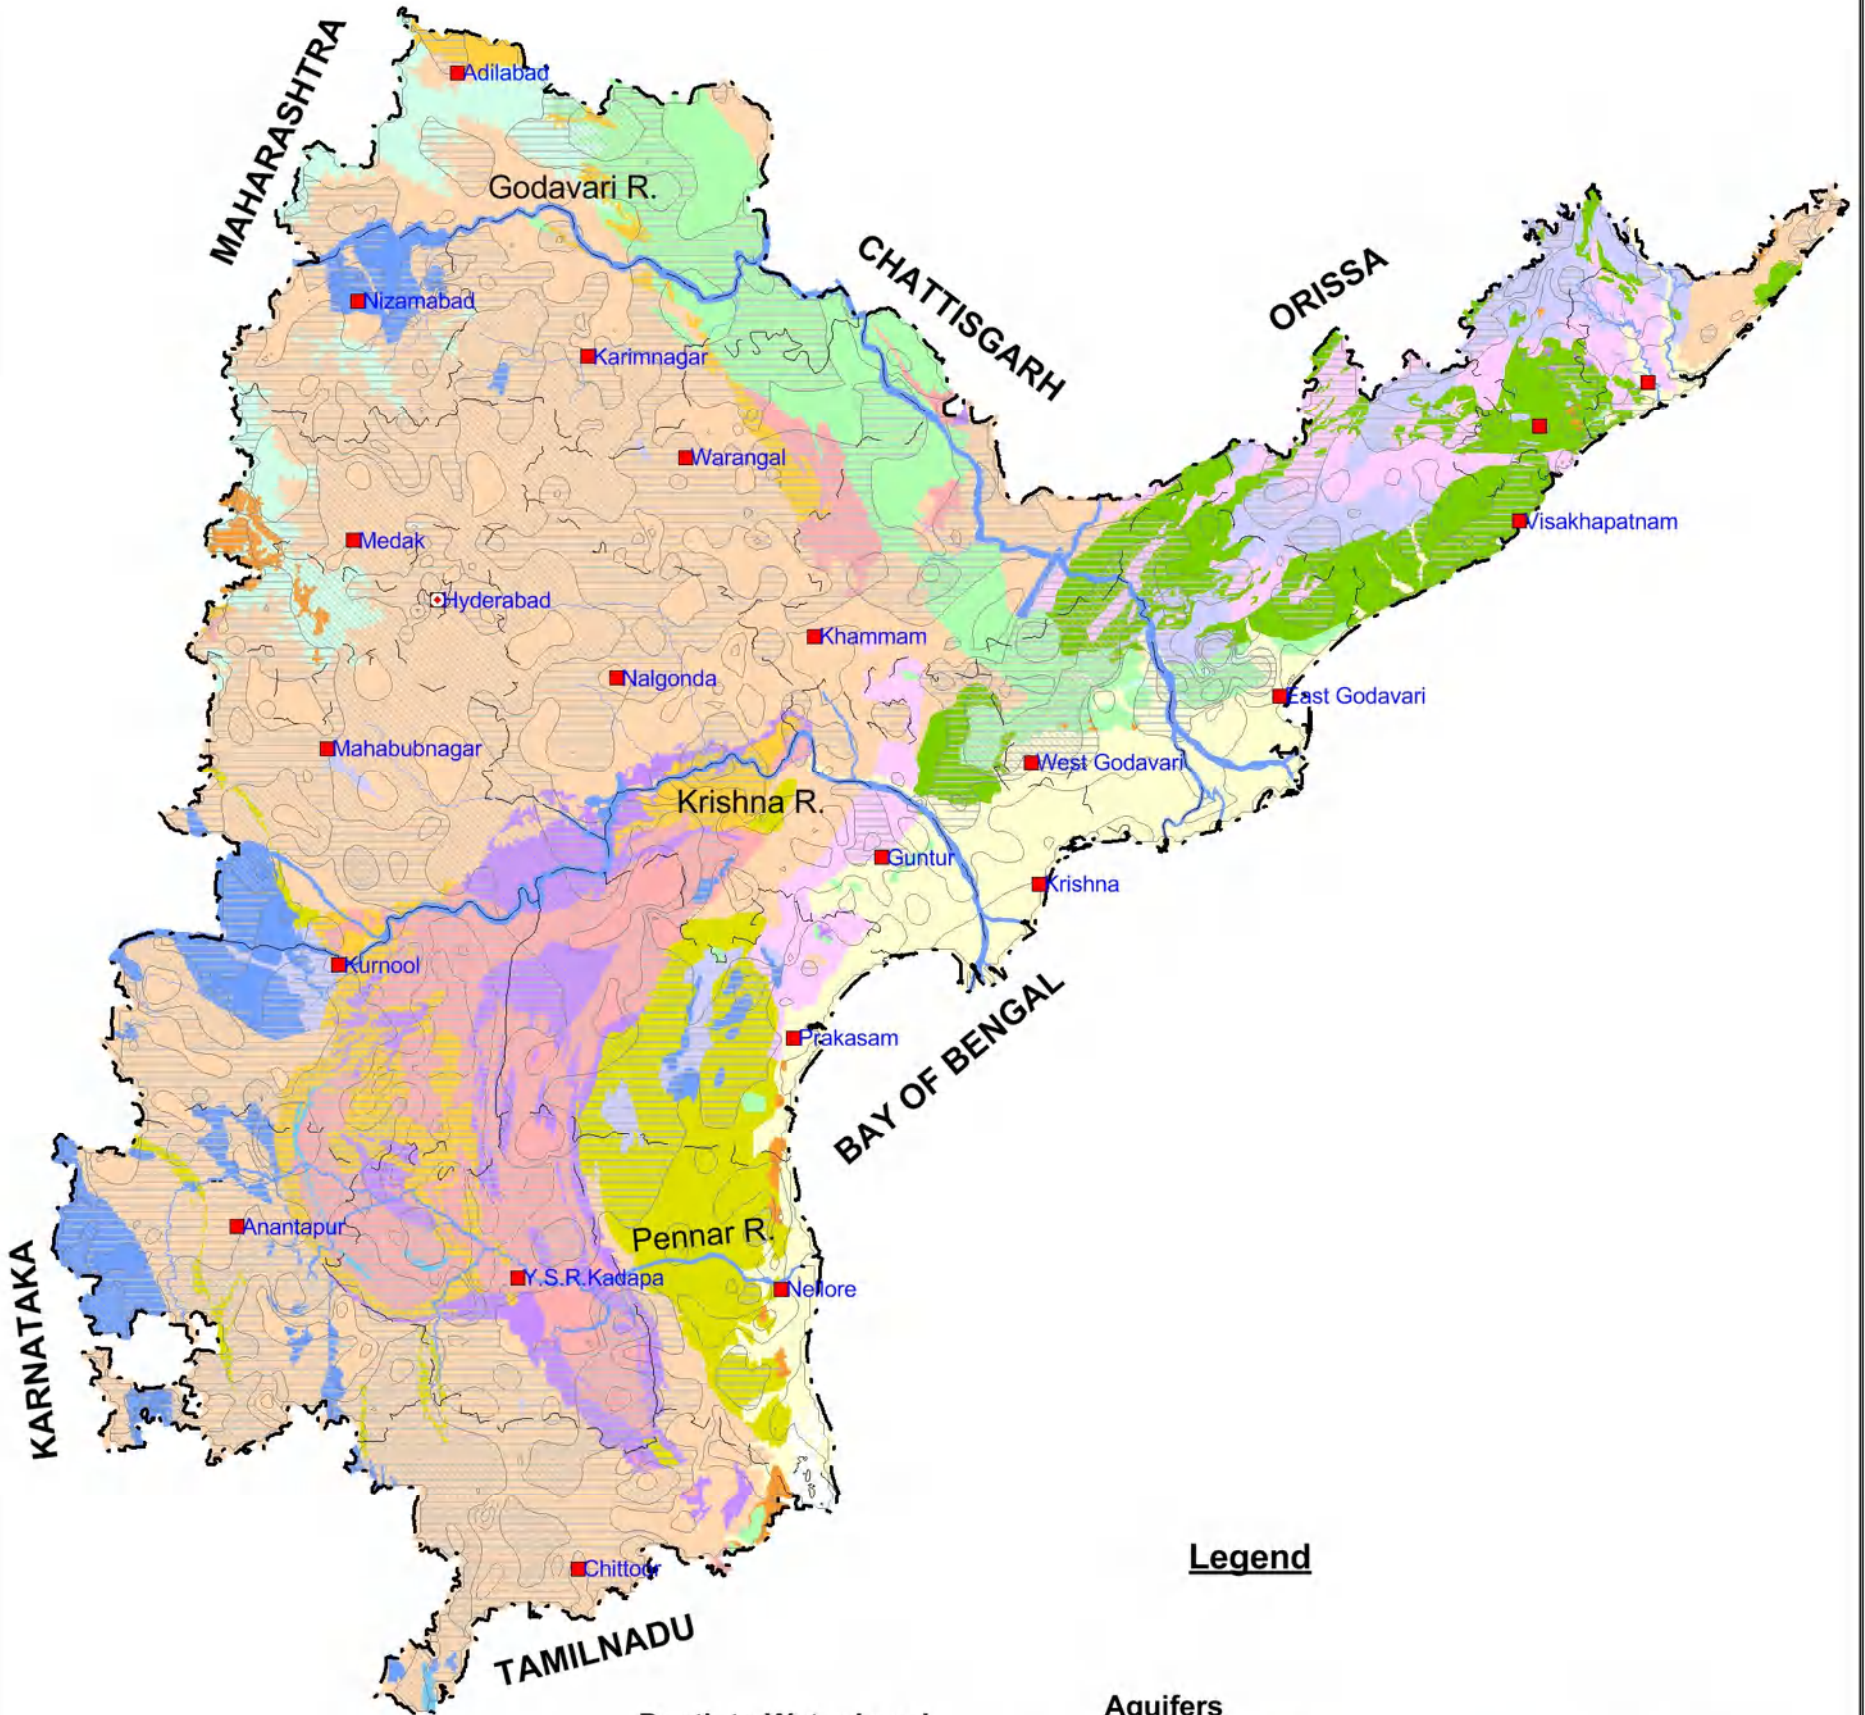 Adilabad
MAHARASHTRA
Godavari R.
CHATTISGARH
ORISSA
Nizamabad
Karimnagar
Warangal
Visakhapatnam
Medak
Hyderabad
Khammam
Nalgonda
East Godavari
Mahabubnagar
West Godavari
Krishna R.
Guntur
Krishna
Kurnool
Prakasam
BAY OF BENGAL
Anantapur
Pennar R.
Y.S.R.Kadapa
Nellore
KARNATAKA
Legend
Chittoor
TAMILNADU
Aquifers